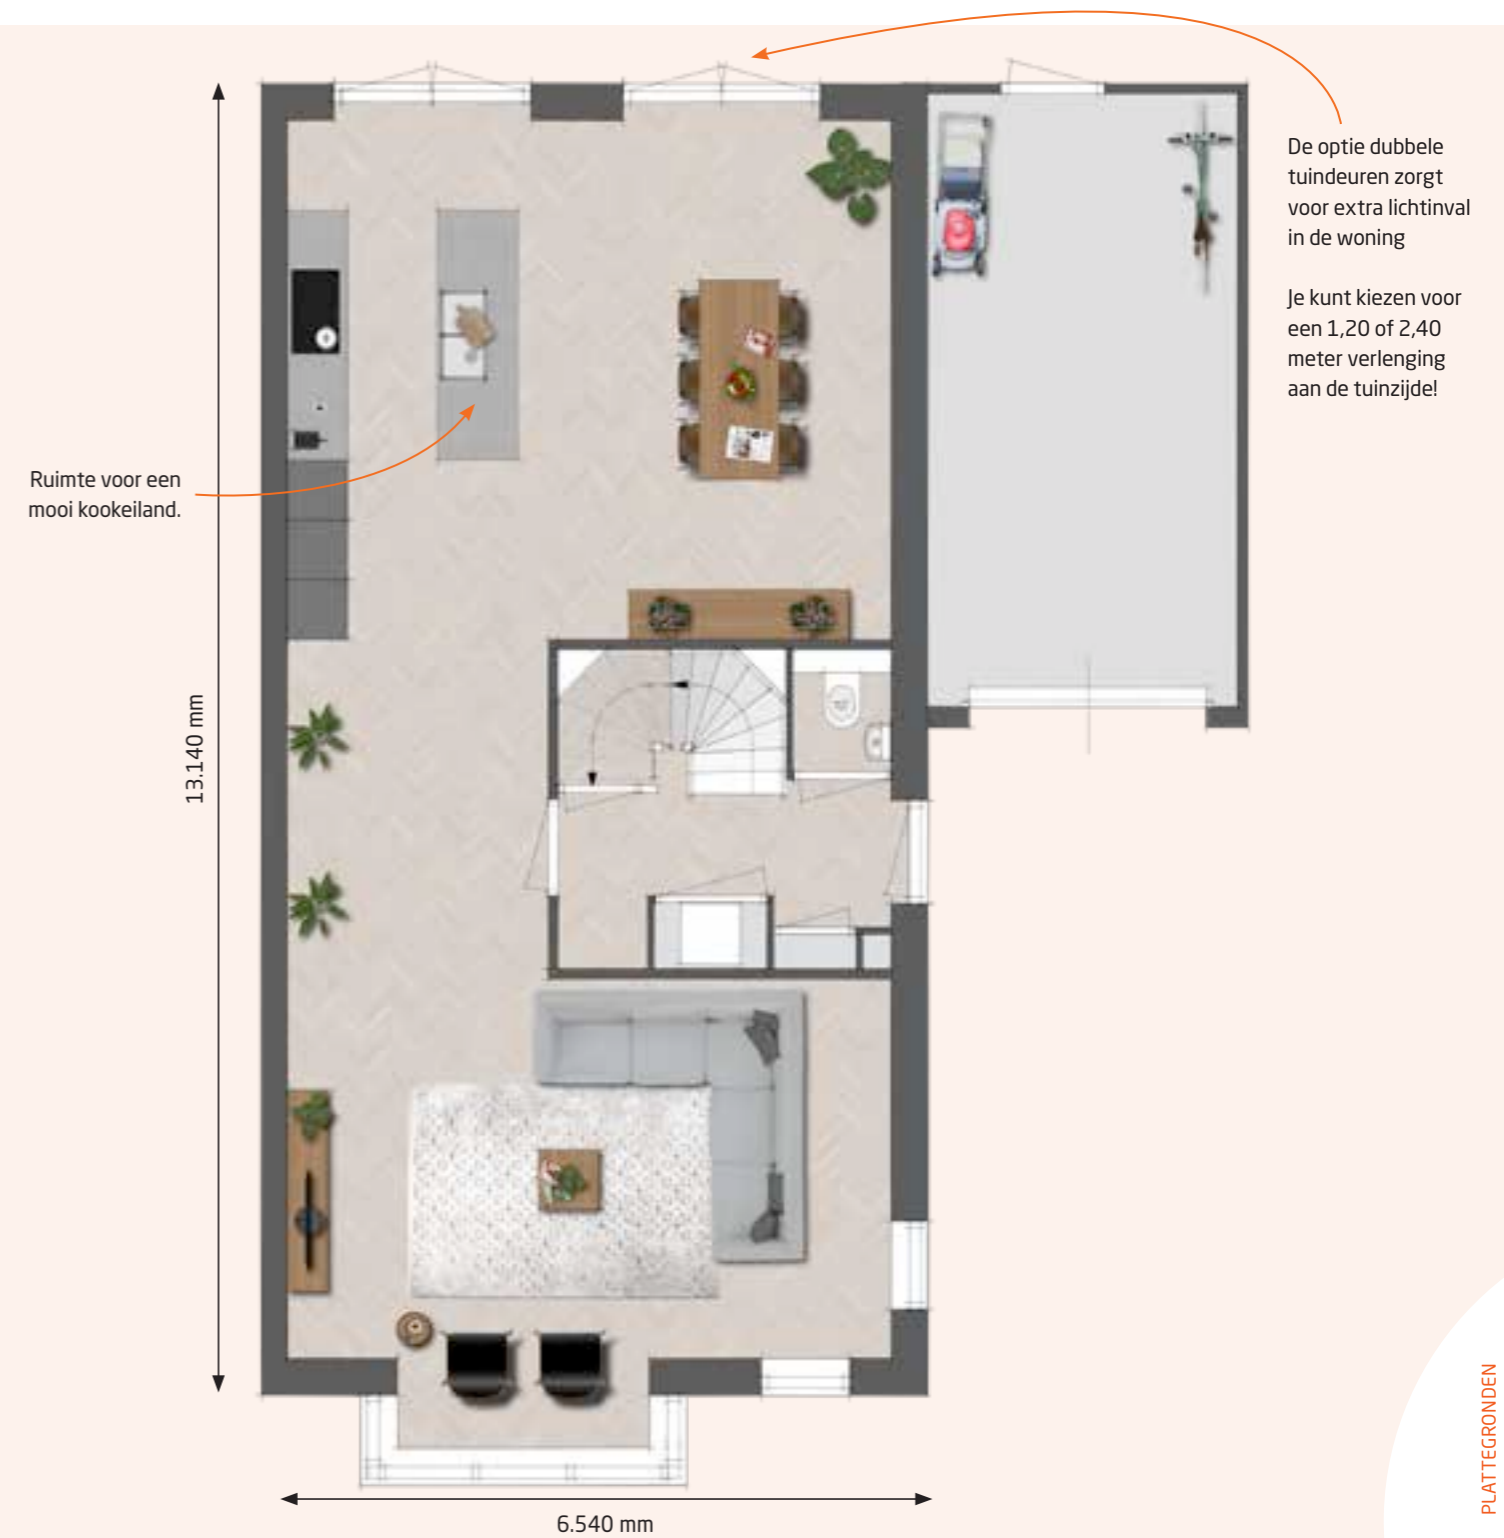 De optie dubbele
tuindeuren zorgt
voor extra lichtinval
in de woning
Je kunt kiezen voor
een 1,20 of 2,40
meter verlenging
aan de tuinzijde!
Ruimte voor een
mooi kookeiland.
13.140 mm
6.540 mm
PLATTEGRONDEN